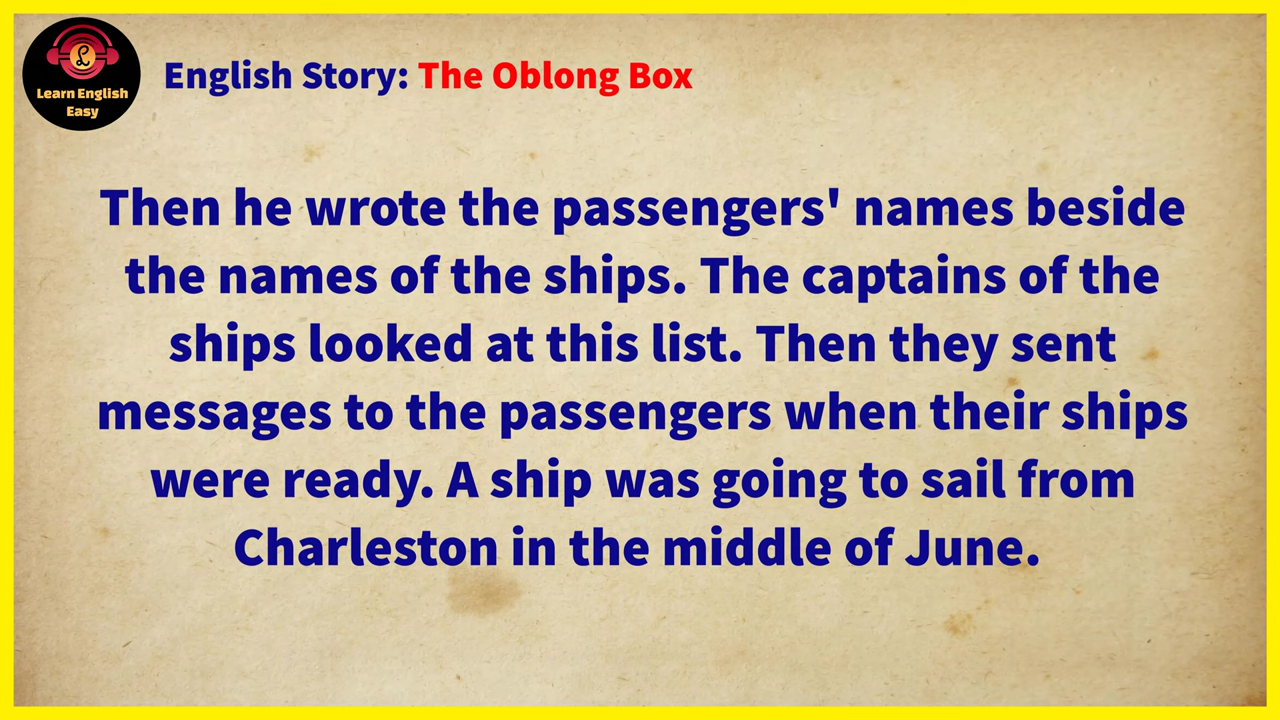 Learn English
Easy
English Story: The Oblong Box
Then he wrote the passengers' names beside
the names of the ships. The captains of the
ships looked at this list. Then they sent
messages to the passengers when their ships
were ready. A ship was going to sail from
Charleston in the middle of June.